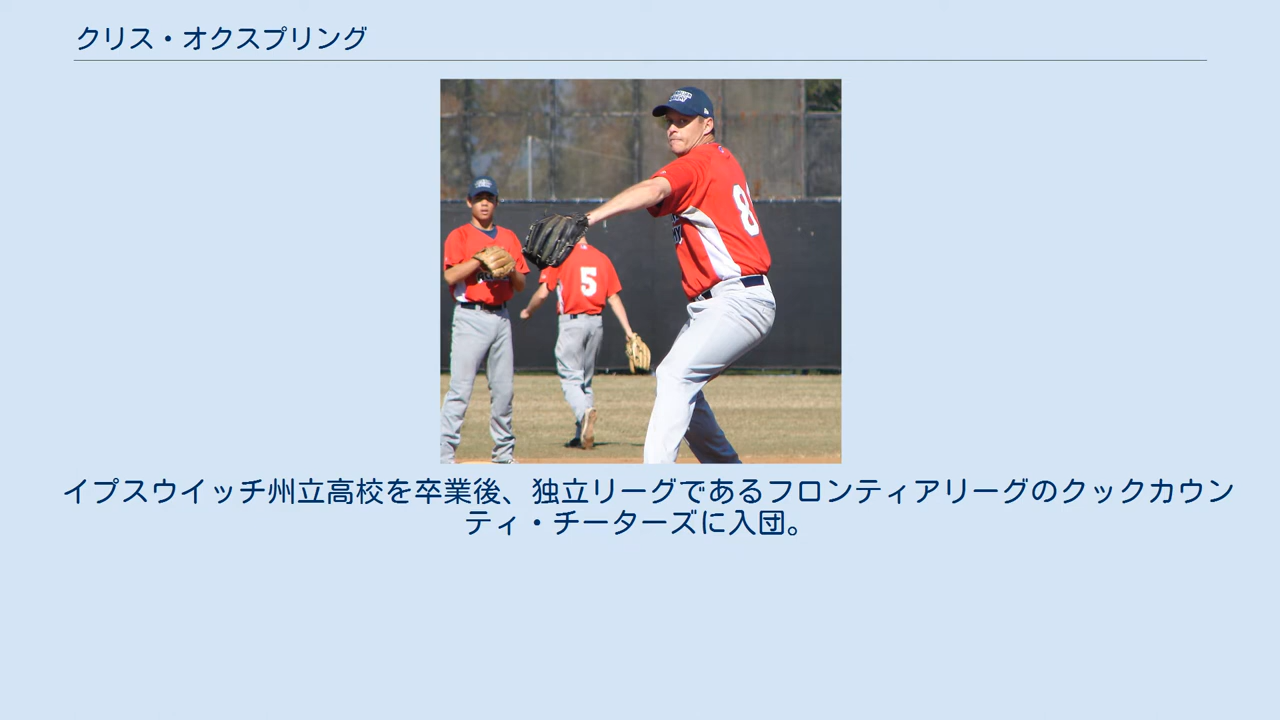 クリス・オクスプリング
8
5
イプスウイッチ州立高校を卒業後、独立リーグであるフロンティアリーグのクックカウン
ティ・チーターズに入団。